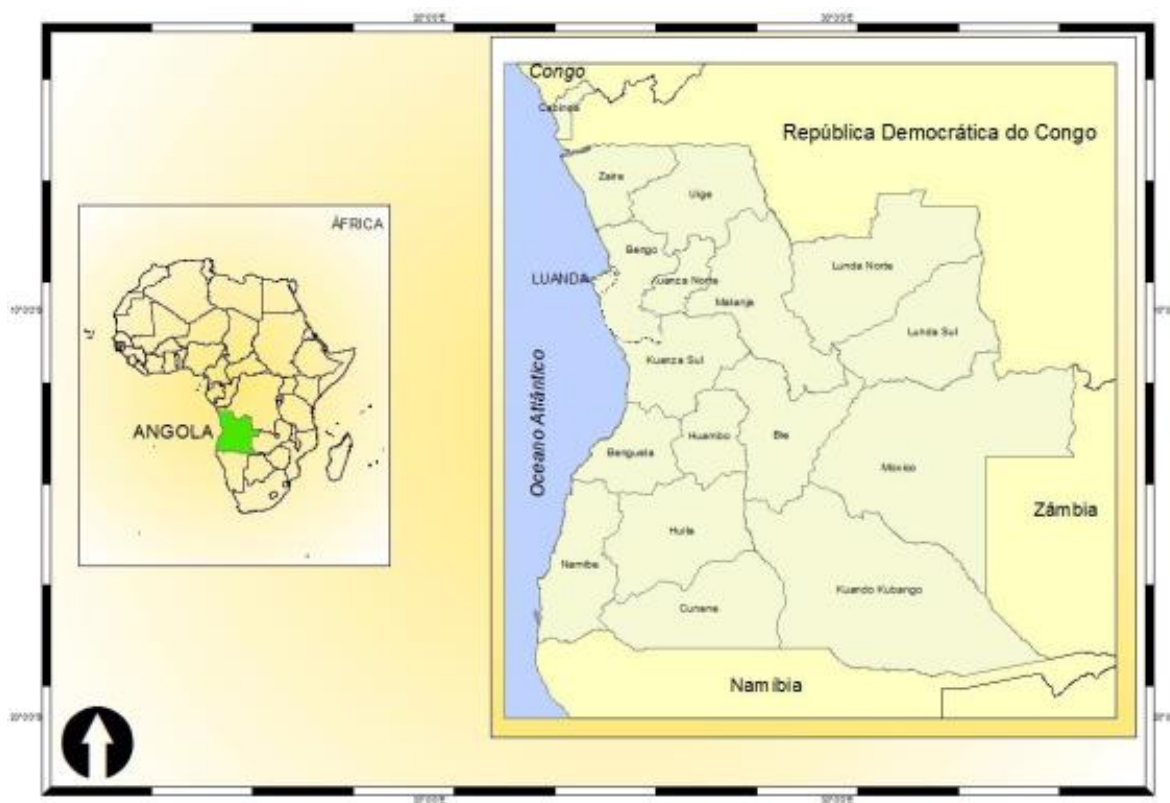 ÁFRICA
ANGOLA
Congo
Cabinda
República Democrática do Congo
Zaire
Uige
Bengo
LUANDA
Kuanza Norte
Malanje
Lunda Norte
Lunda Sul
Kuanza Sul
Oceano Atlântico
Benguela
Huambo
Bie
Moxico
Zâmbia
Huila
Namibe
Cunene
Kuando Kubango
Namíbia